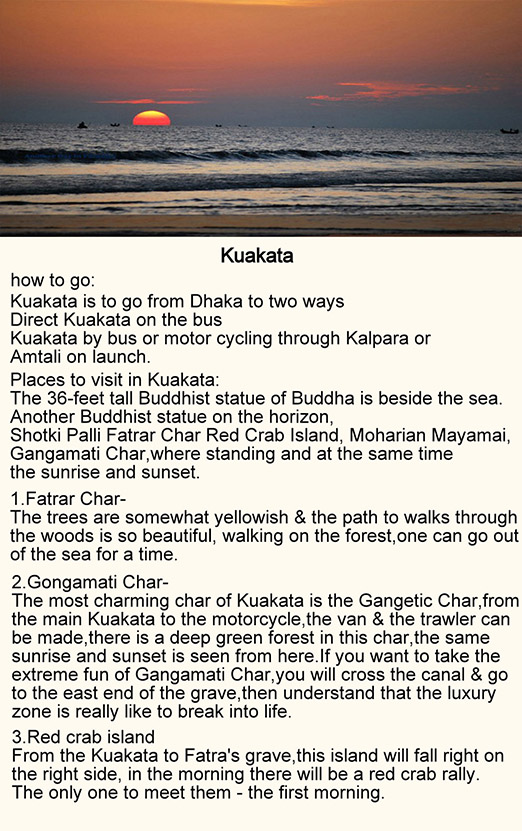 Kuakata
how to go:
Kuakata is to go from Dhaka to two ways
Direct Kuakata on the bus
Kuakata by bus or motor cycling through Kalpara or
Amtali on launch.
Places to visit in Kuakata:
The 36-feet tall Buddhist statue of Buddha is beside the sea.
Another Buddhist statue on the horizon,
Shotki Palli Fatrar Char Red Crab Island, Moharian Mayamai,
Gangamati Char,where standing and at the same time
the sunrise and sunset.
1.Fatrar Char-
The trees are somewhat yellowish & the path to walks through
the woods is so beautiful, walking on the forest,one can go out
of the sea for a time.
2.Gongamati Char-
The most charming char of Kuakata is the Gangetic Char,from
the main Kuakata to the motorcycle,the van & the trawler can
be made,there is a deep green forest in this char,the same
sunrise and sunset is seen from here.If you want to take the
extreme fun of Gangamati Char,you will cross the canal & go
to the east end of the grave,then understand that the luxury
zone is really like to break into life.
3.Red crab island
From the Kuakata to Fatra's grave,this island will fall right on
the right side, in the morning there will be a red crab rally.
The only one to meet them - the first morning.